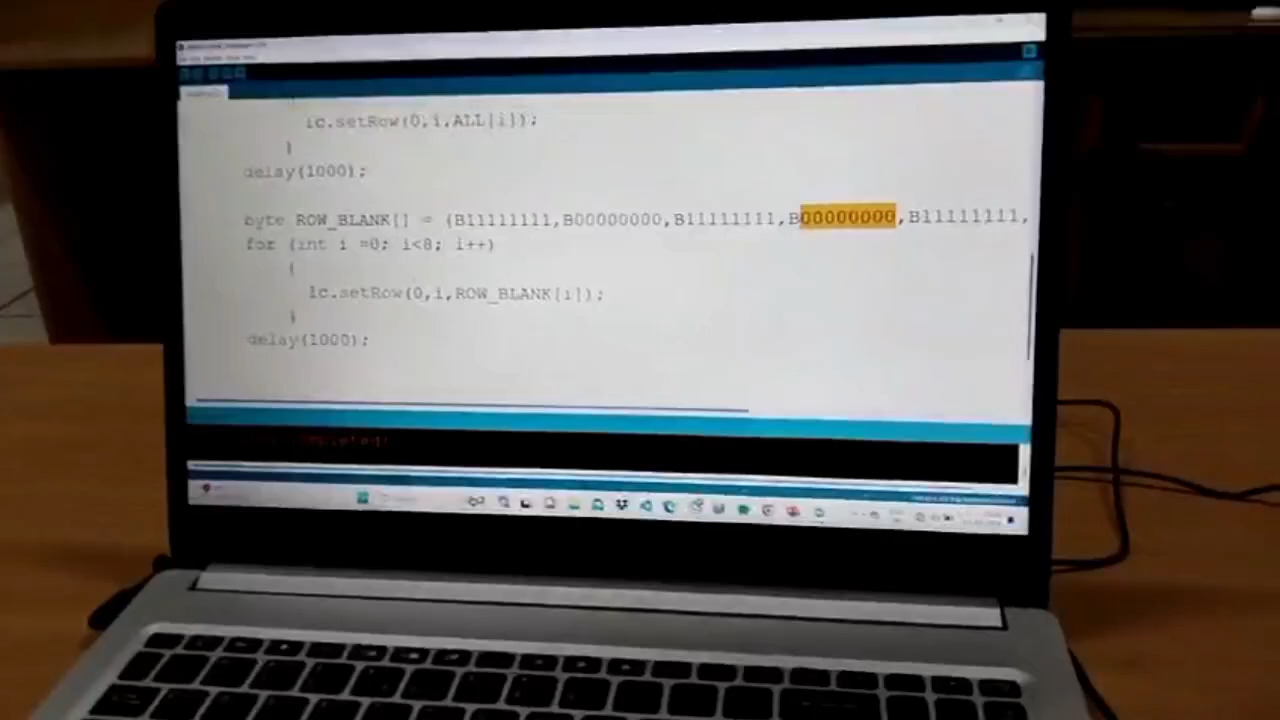 lc.setRow(0,i,ALL[i]);
}
delay(1000);
byte ROW_BLANK[] = {B11111111,B00000000,B11111111,B00000000,B11111111,
for (int i =0; i<8; i++)
{
lc.setRow(0,i,ROW_BLANK[i]);
}
delay(1000);